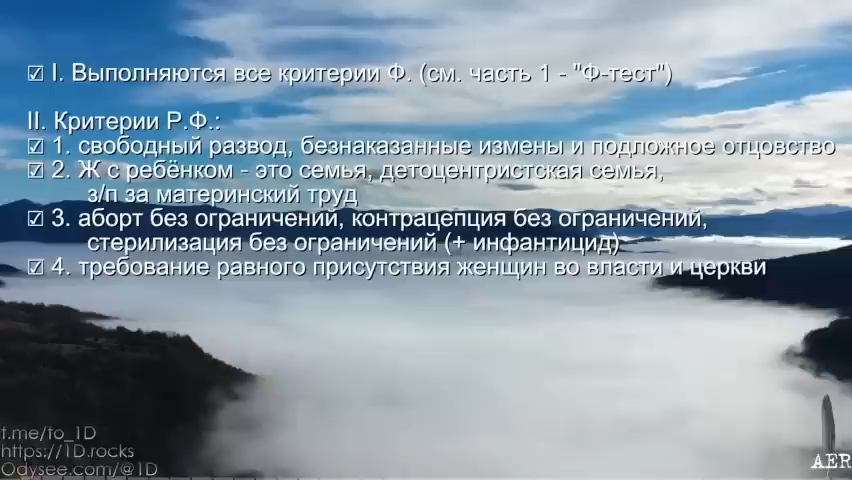 ☑ I. Выполняются все критерии Ф. (см. часть 1 - "Ф-тест")
II. Критерии Р.Ф.:
☑ 1. свободный развод, безнаказанные измены и подложное отцовство
☑ 2. Ж с ребёнком - это семья, детоцентристская семья,
з/п за материнский труд
☑ 3. аборт без ограничений, контрацепция без ограничений,
стерилизация без ограничений (+ инфантицид)
☑ 4. требование равного присутствия женщин во власти и церкви
t.me/to_1D
https://1D.rocks
Odysee.com/@1D
AER